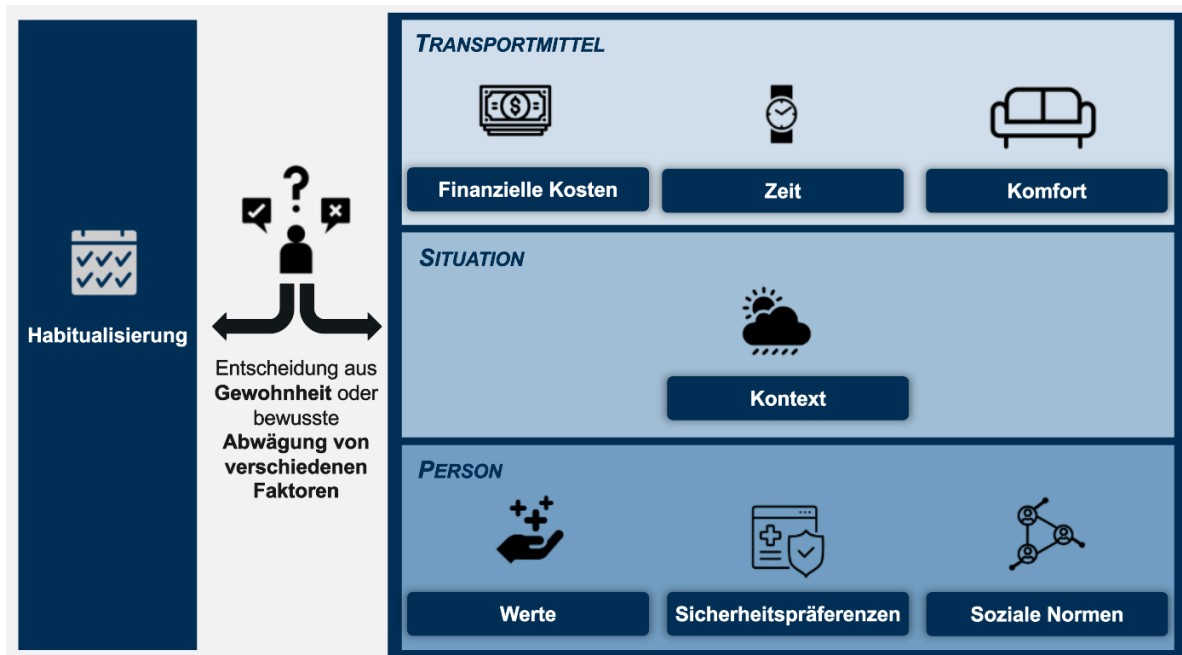 Habitualisierung
Entscheidung aus
Gewohnheit oder
bewusste
Abwägung von
verschiedenen
Faktoren
TRANSPORTMITTEL
Finanzielle Kosten
Zeit
Komfort
SITUATION
Kontext
PERSON
Werte
Sicherheitspräferenzen
Soziale Normen